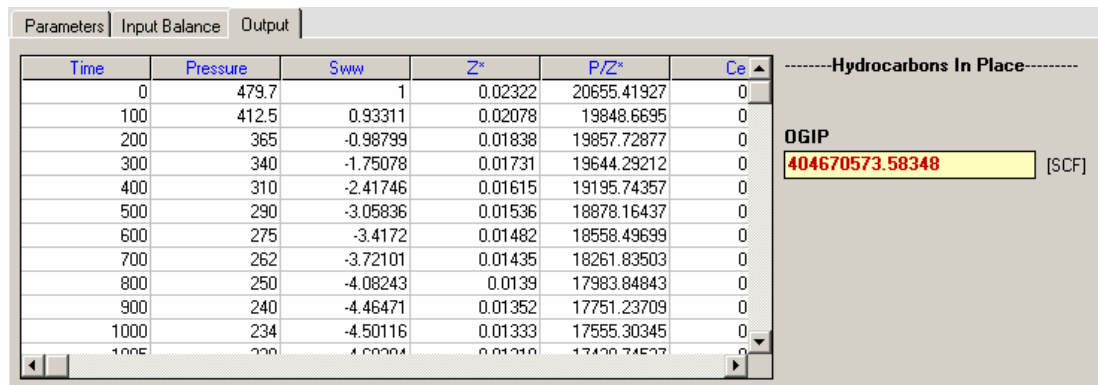 Parameters Input Balance Output
Time Pressure Sww Z* P/Z* Ce
0 479.7 1 0.02322 20655.41927 0
100 412.5 0.93311 0.02078 19848.6695 0
200 365 -0.98799 0.01838 19857.72877 0
300 340 -1.75078 0.01731 19644.29212 0
400 310 -2.41746 0.01615 19195.74357 0
500 290 -3.05836 0.01536 18878.16437 0
600 275 -3.4172 0.01482 18558.49699 0
700 262 -3.72101 0.01435 18261.83503 0
800 250 -4.08243 0.0139 17983.84843 0
900 240 -4.46471 0.01352 17751.23709 0
1000 234 -4.50116 0.01333 17555.30345 0
--------Hydrocarbons In Place---------
OGIP
404670573.58348 [SCF]